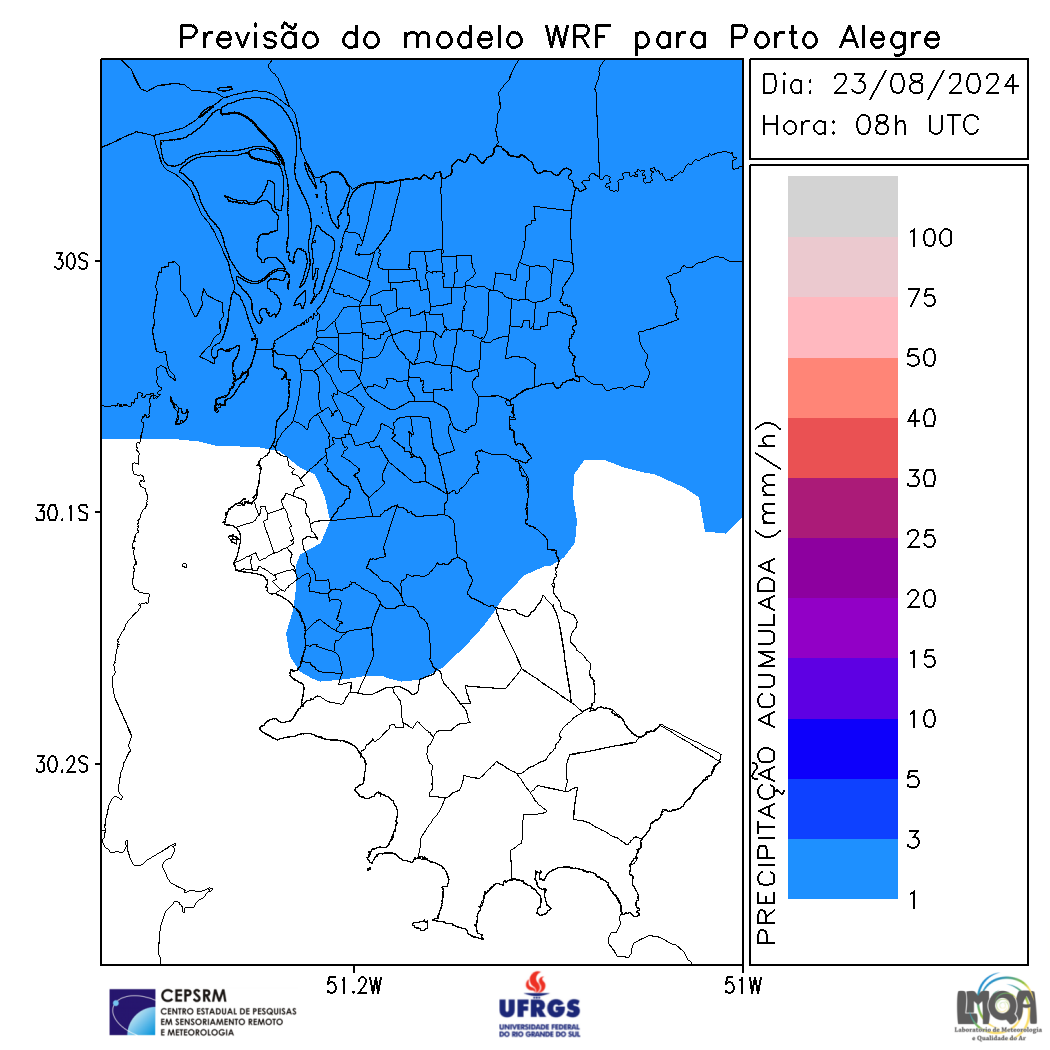 Previsão do modelo WRF para Porto Alegre
Dia: 23/08/2024
Hora: 08h UTC
30S
30.1S
30.2S
51.2W
51W
PRECIPITAÇÃO ACUMULADA (mm/h)
100
75
50
40
30
25
20
15
10
5
3
1
CEPSRM
CENTRO ESTADUAL DE PESQUISAS
EM SENSORIAMENTO REMOTO
E METEOROLOGIA
UFRGS
UNIVERSIDADE FEDERAL
DO RIO GRANDE DO SUL
LMQA
Laboratório de Meteorologia
e Qualidade do Ar